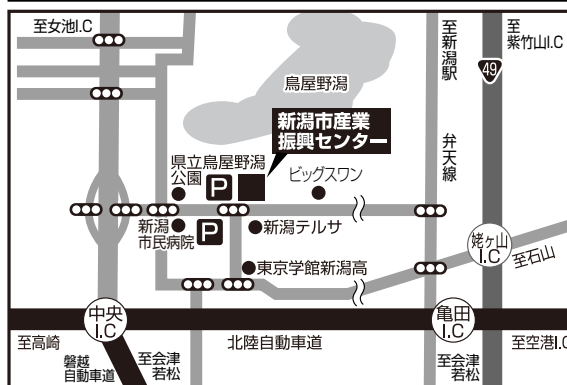 至女池I.C
至新潟駅
至
紫竹山I.C
49
鳥屋野潟
弁天線
新潟市産業
振興センター
県立鳥屋野潟
公園
P
ビッグスワン
新潟
市民病院
P
新潟テルサ
姥ヶ山
I.C
至石山
東京学館新潟高
中央
I.C
亀田
I.C
至高崎
北陸自動車道
至空港I.C
磐越
自動車道
至会津
若松
至会津
若松